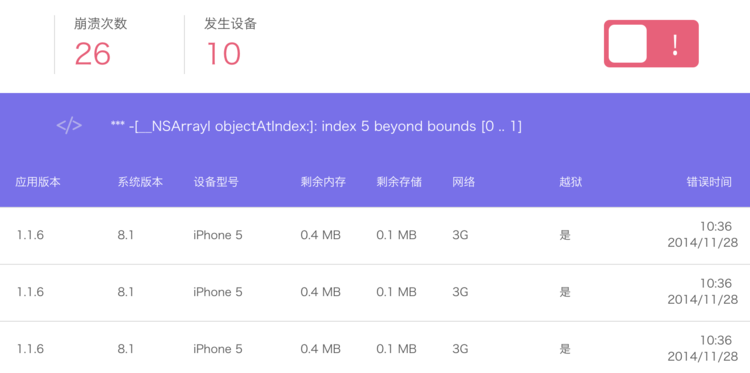 崩溃次数 发生设备
26 10
!
</> *** -[__NSArrayI objectAtIndex:]: index 5 beyond bounds [0 .. 1]
应用版本 系统版本 设备型号 剩余内存 剩余存储 网络 越狱 错误时间
1.1.6 8.1 iPhone 5 0.4 MB 0.1 MB 3G 是 10:36
2014/11/28
1.1.6 8.1 iPhone 5 0.4 MB 0.1 MB 3G 是 10:36
2014/11/28
1.1.6 8.1 iPhone 5 0.4 MB 0.1 MB 3G 是 10:36
2014/11/28